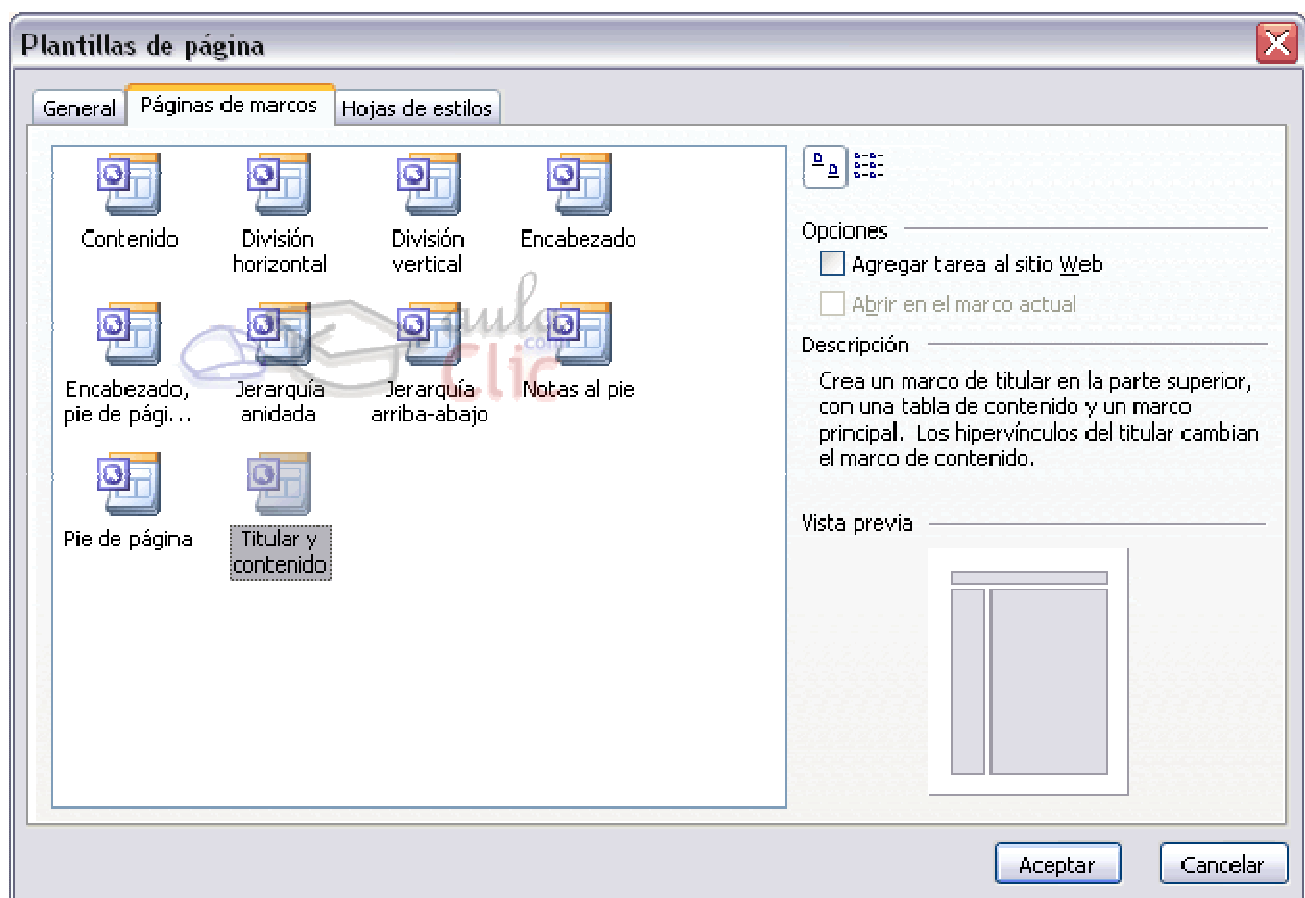 Plantillas de página
General
Páginas de marcos
Hojas de estilos
Contenido
División
horizontal
División
vertical
Encabezado
Encabezado,
pie de pági...
Jerarquía
anidada
Jerarquía
arriba-abajo
Notas al pie
Pie de página
Titular y
contenido
aula
.com
Clic
Opciones
Agregar tarea al sitio Web
Abrir en el marco actual
Descripción
Crea un marco de titular en la parte superior,
con una tabla de contenido y un marco
principal. Los hipervínculos del titular cambian
el marco de contenido.
Vista previa
Aceptar
Cancelar